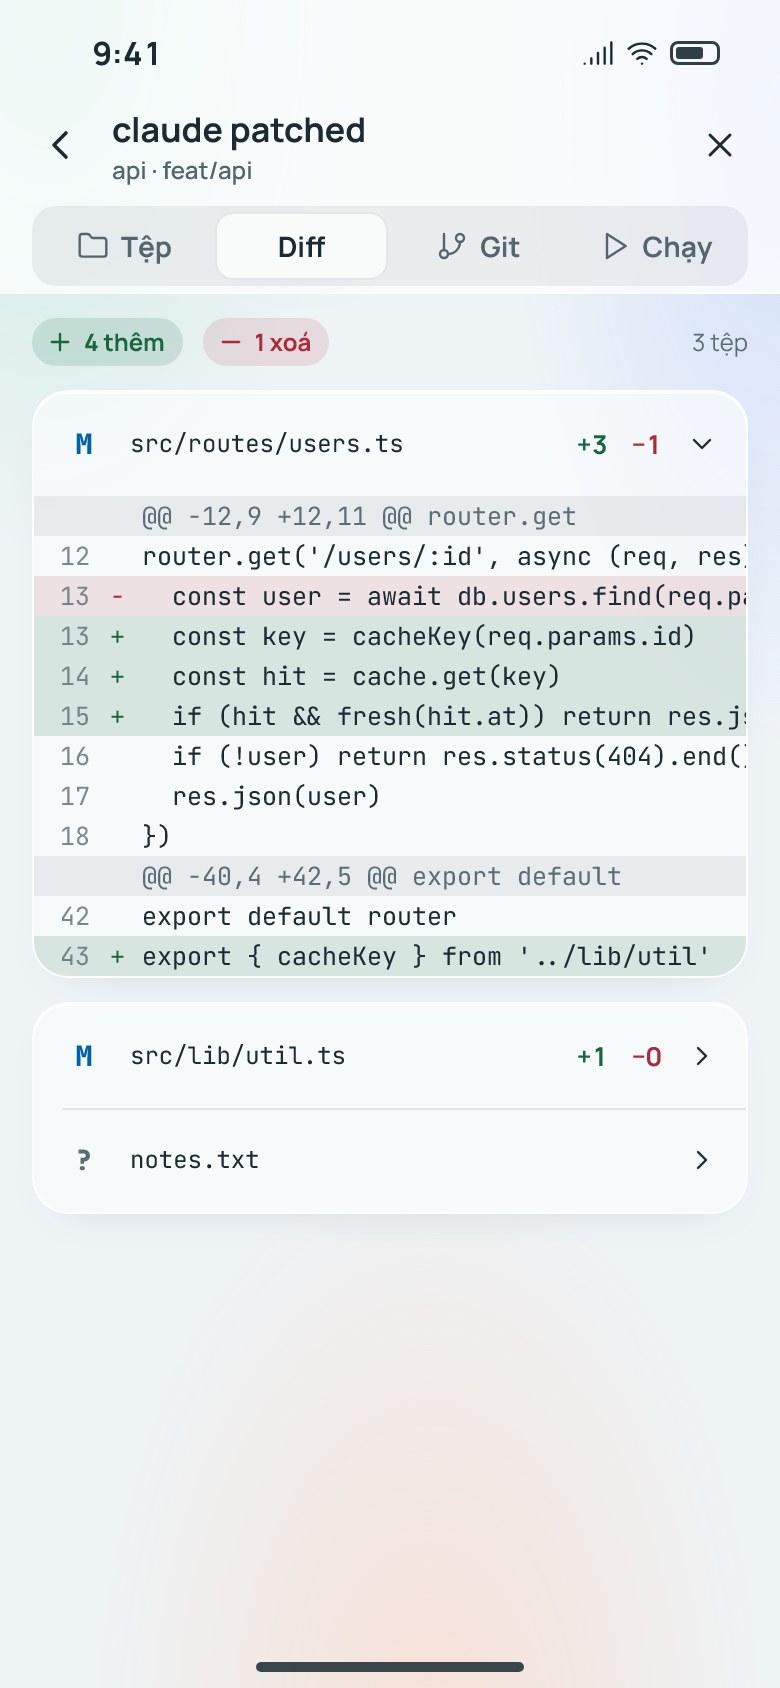 9:41
claude patched
api · feat/api
Tệp Diff Git Chạy
+ 4 thêm − 1 xoá 3 tệp
M src/routes/users.ts +3 −1
@@ -12,9 +12,11 @@ router.get
12 router.get('/users/:id', async (req, res)
13 - const user = await db.users.find(req.pa
13 + const key = cacheKey(req.params.id)
14 + const hit = cache.get(key)
15 + if (hit && fresh(hit.at)) return res.js
16 if (!user) return res.status(404).end()
17 res.json(user)
18 })
@@ -40,4 +42,5 @@ export default
42 export default router
43 + export { cacheKey } from '../lib/util'
M src/lib/util.ts +1 −0
? notes.txt